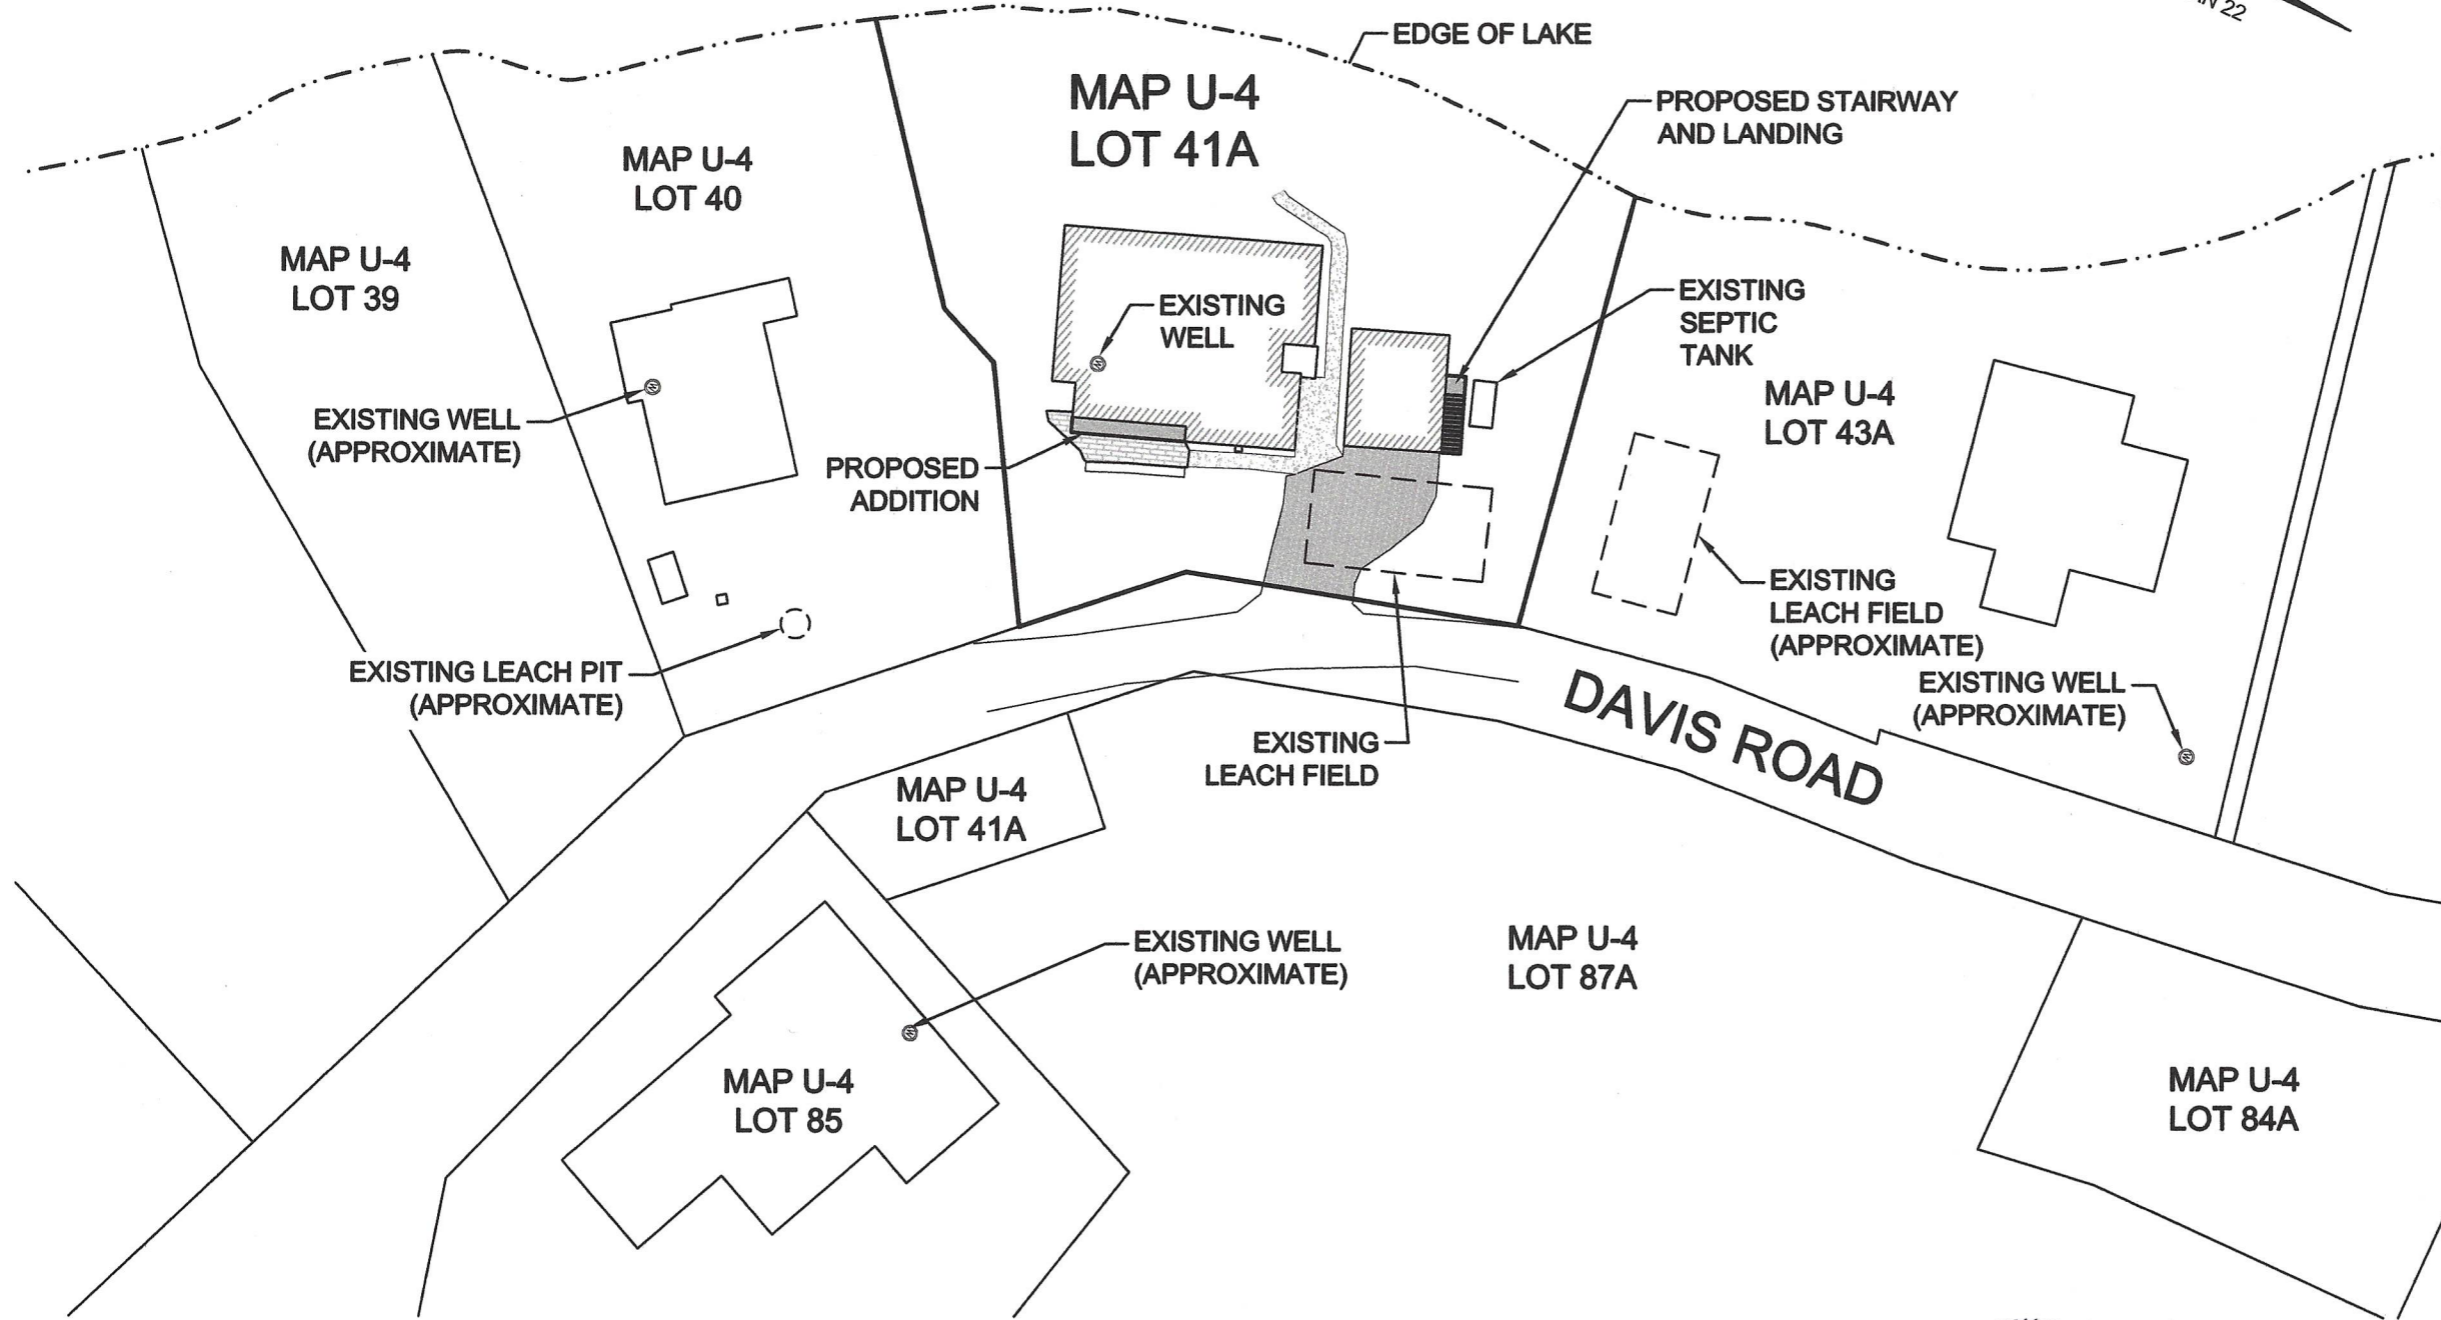 22
EDGE OF LAKE
MAP U-4
LOT 41A
PROPOSED STAIRWAY
AND LANDING
MAP U-4
LOT 40
MAP U-4
LOT 39
EXISTING
WELL
EXISTING
SEPTIC
TANK
MAP U-4
LOT 43A
EXISTING WELL
(APPROXIMATE)
PROPOSED
ADDITION
EXISTING
LEACH FIELD
(APPROXIMATE)
EXISTING LEACH PIT
(APPROXIMATE)
EXISTING WELL
(APPROXIMATE)
DAVIS ROAD
EXISTING
LEACH FIELD
MAP U-4
LOT 41A
EXISTING WELL
(APPROXIMATE)
MAP U-4
LOT 87A
MAP U-4
LOT 85
MAP U-4
LOT 84A